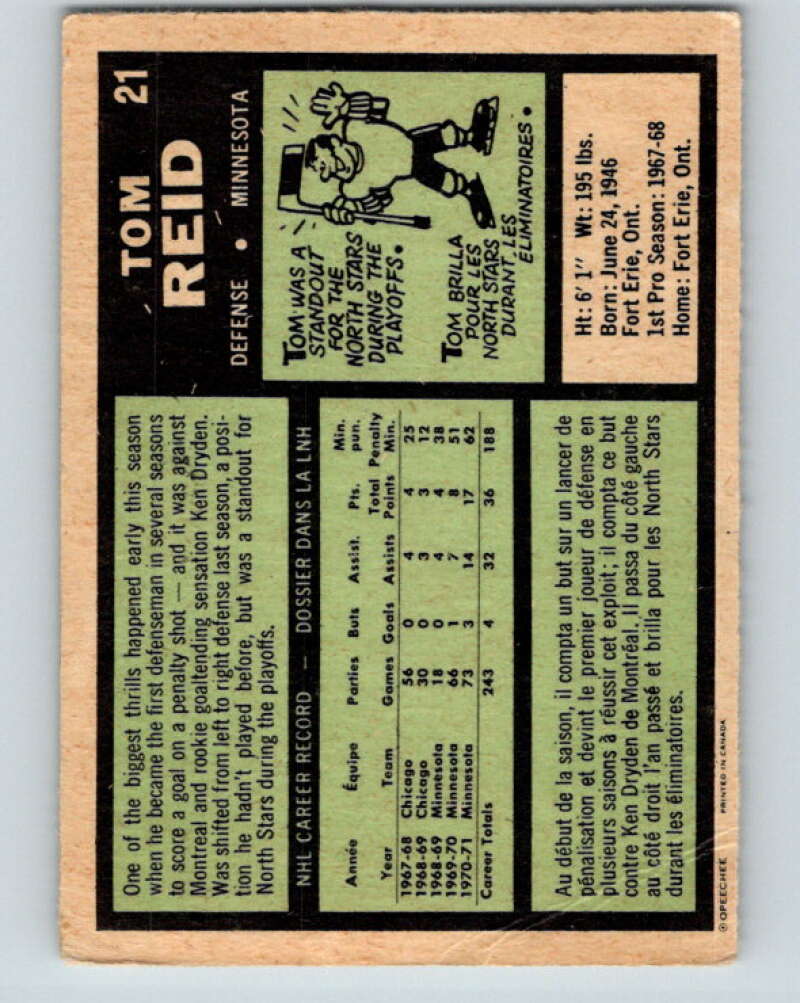 TOM 21
REID
DEFENSE • MINNESOTA
One of the biggest thrills happened early this season
when he became the first defenseman in several seasons
to score a goal on a penalty shot — and it was against
Montreal and rookie goaltending sensation Ken Dryden.
Was shifted from left to right defense last season, a posi-
tion he hadn't played before, but was a standout for
North Stars during the playoffs.
TOM WAS A
STANDOUT
FOR THE
NORTH STARS
DURING THE
PLAYOFFS.
TOM BRILLA
POUR LES
NORTH STARS
DURANT LES
ÉLIMINATOIRES.
NHL CAREER RECORD — DOSSIER DANS LA LNH
Année Équipe Parties Buts Assist. Pts. Min. pun.
Year Team Games Goals Assists Total Points Penalty Min.
1967-68 Chicago 56 0 4 4 25
1968-69 Chicago 30 0 3 3 12
1968-69 Minnesota 18 0 4 4 38
1969-70 Minnesota 66 1 7 8 51
1970-71 Minnesota 73 3 14 17 62
Career Totals 243 4 32 36 188
Ht: 6' 1" Wt: 195 lbs.
Born: June 24, 1946
Fort Erie, Ont.
1st Pro Season: 1967-68
Home: Fort Erie, Ont.
Au début de la saison, il compta un but sur un lancer de
pénalisation et devint le premier joueur de défense en
plusieurs saisons à réussir cet exploit; il compta ce but
contre Ken Dryden de Montréal. Il passa du côté gauche
au côté droit l'an passé et brilla pour les North Stars
durant les éliminatoires.
© OPEECHEE PRINTED IN CANADA